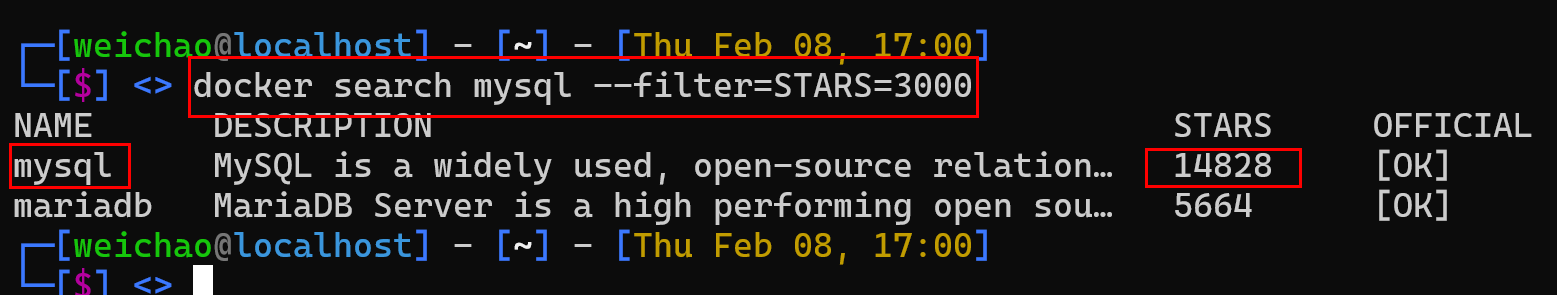 ┌─[weichao@localhost] - [~] - [Thu Feb 08, 17:00]
└─[$] <> docker search mysql --filter=STARS=3000
NAME      DESCRIPTION                                     STARS     OFFICIAL
mysql     MySQL is a widely used, open-source relation…   14828     [OK]
mariadb   MariaDB Server is a high performing open sou…   5664      [OK]
┌─[weichao@localhost] - [~] - [Thu Feb 08, 17:00]
└─[$] <>